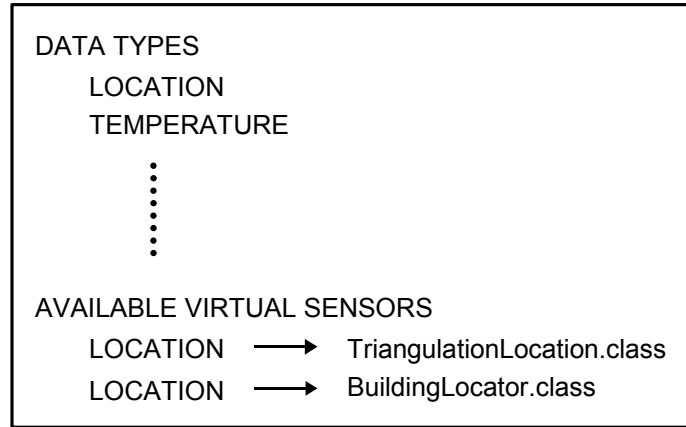 DATA TYPES
LOCATION
TEMPERATURE
AVAILABLE VIRTUAL SENSORS
LOCATION → TriangulationLocation.class
LOCATION → BuildingLocator.class